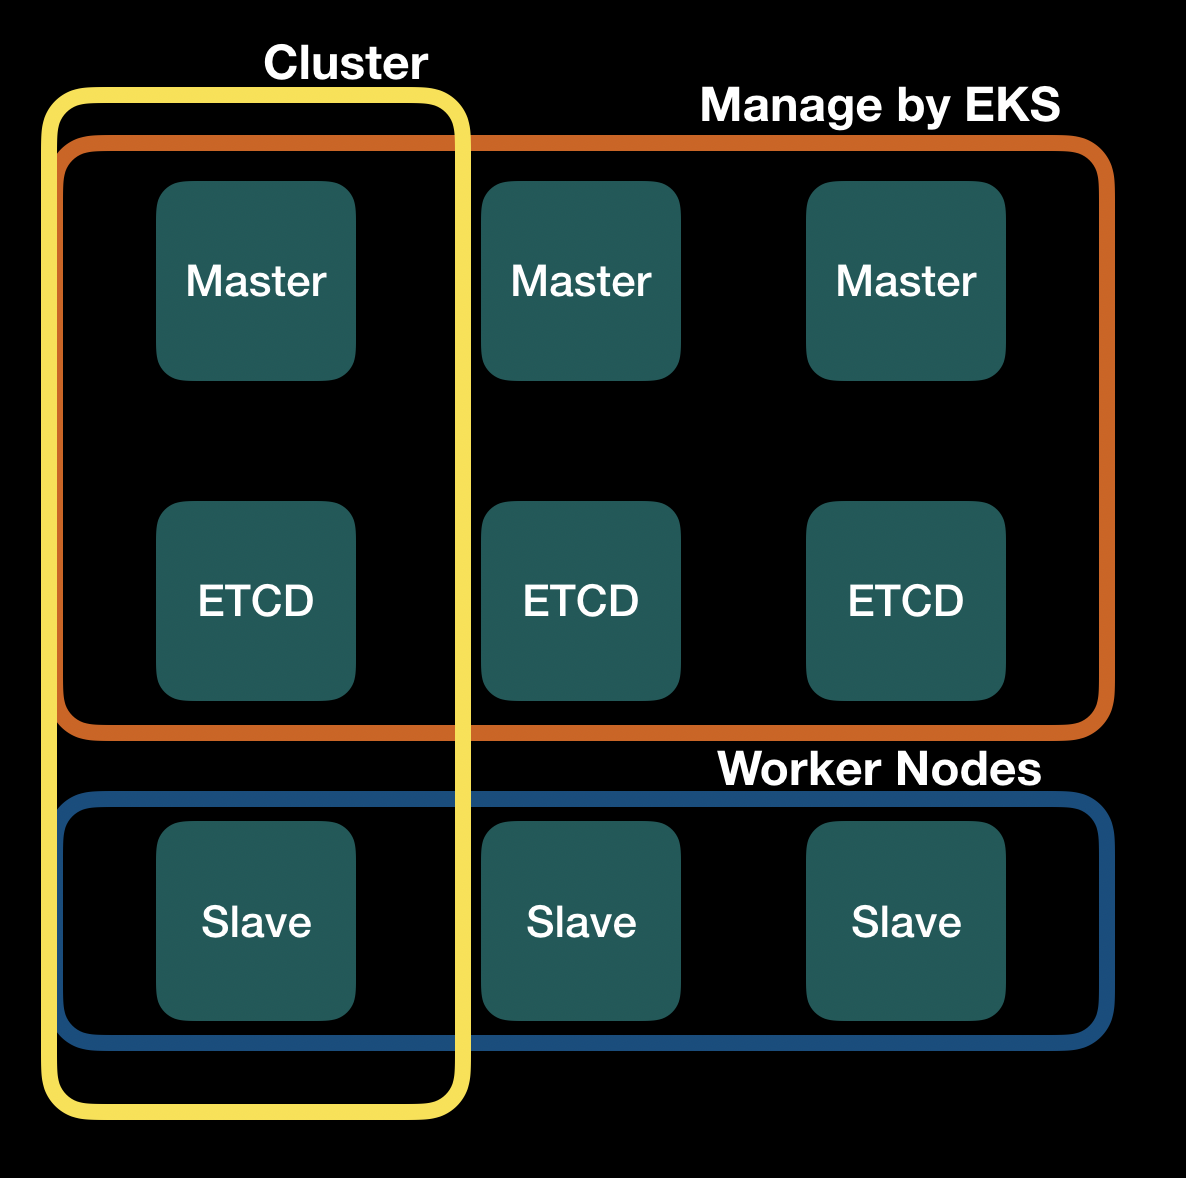 Cluster
Manage by EKS
Master
Master
Master
ETCD
ETCD
ETCD
Worker Nodes
Slave
Slave
Slave